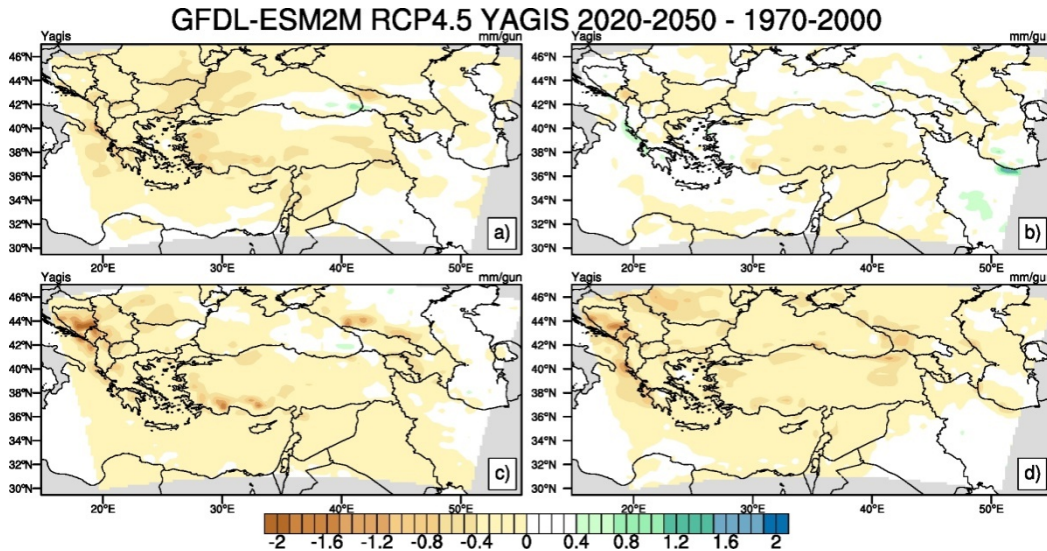 GFDL-ESM2M RCP4.5 YAGIS 2020-2050 - 1970-2000
Yagis mm/gun Yagis mm/gun
46°N 46°N
44°N 44°N
42°N 42°N
40°N 40°N
38°N 38°N
36°N 36°N
34°N 34°N
32°N 32°N
30°N a) 30°N b)
20°E 30°E 40°E 50°E 20°E 30°E 40°E 50°E
Yagis mm/gun Yagis mm/gun
46°N 46°N
44°N 44°N
42°N 42°N
40°N 40°N
38°N 38°N
36°N 36°N
34°N 34°N
32°N 32°N
30°N c) 30°N d)
20°E 30°E 40°E 50°E 20°E 30°E 40°E 50°E
-2 -1.6 -1.2 -0.8 -0.4 0 0.4 0.8 1.2 1.6 2